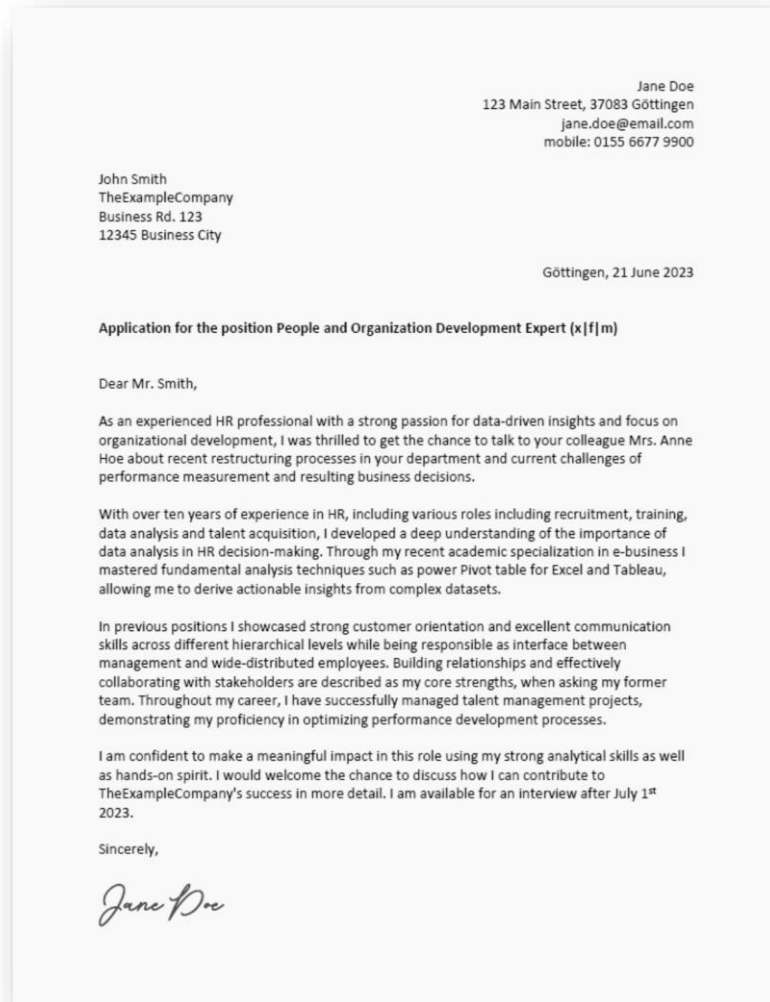 Jane Doe
123 Main Street, 37083 Göttingen
jane.doe@email.com
mobile: 0155 6677 9900
John Smith
TheExampleCompany
Business Rd. 123
12345 Business City
Göttingen, 21 June 2023
Application for the position People and Organization Development Expert (x|f|m)
Dear Mr. Smith,
As an experienced HR professional with a strong passion for data-driven insights and focus on
organizational development, I was thrilled to get the chance to talk to your colleague Mrs. Anne
Hoe about recent restructuring processes in your department and current challenges of
performance measurement and resulting business decisions.
With over ten years of experience in HR, including various roles including recruitment, training,
data analysis and talent acquisition, I developed a deep understanding of the importance of
data analysis in HR decision-making. Through my recent academic specialization in e-business I
mastered fundamental analysis techniques such as power Pivot table for Excel and Tableau,
allowing me to derive actionable insights from complex datasets.
In previous positions I showcased strong customer orientation and excellent communication
skills across different hierarchical levels while being responsible as interface between
management and wide-distributed employees. Building relationships and effectively
collaborating with stakeholders are described as my core strengths, when asking my former
team. Throughout my career, I have successfully managed talent management projects,
demonstrating my proficiency in optimizing performance development processes.
I am confident to make a meaningful impact in this role using my strong analytical skills as well
as hands-on spirit. I would welcome the chance to discuss how I can contribute to
TheExampleCompany's success in more detail. I am available for an interview after July 1st
2023.
Sincerely,
Jane Doe